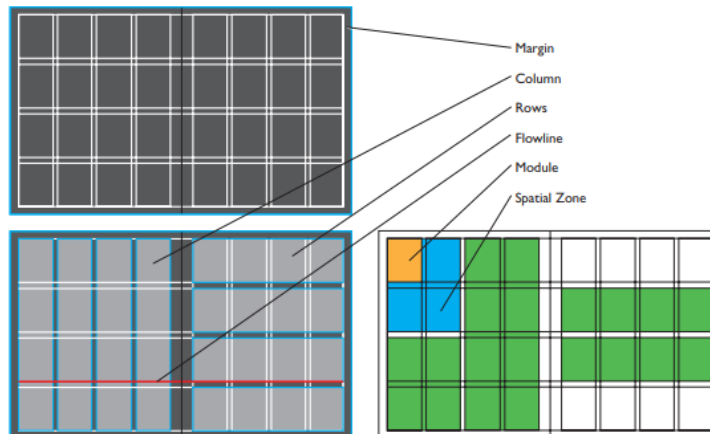 Margin
Column
Rows
Flowline
Module
Spatial Zone